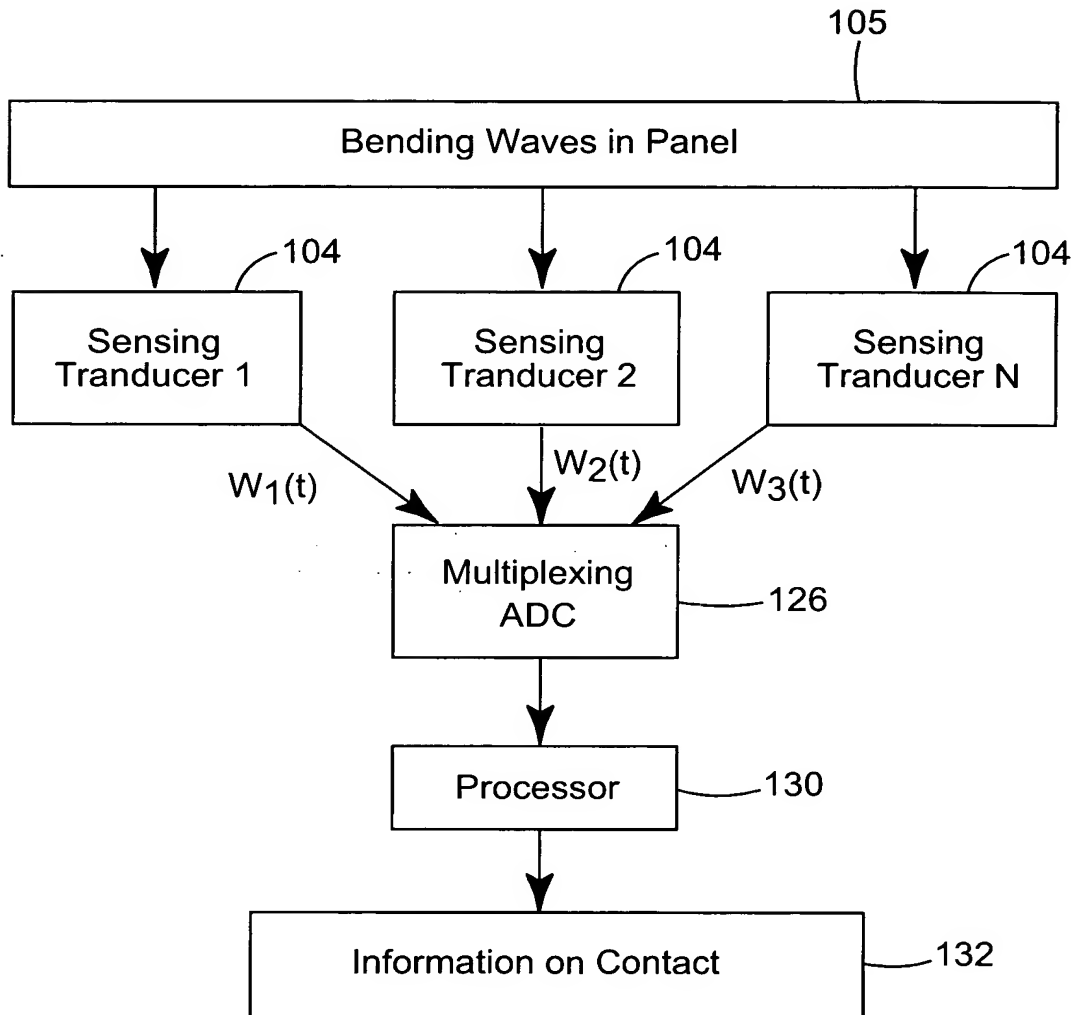 105
Bending Waves in Panel
104
104
104
Sensing
Tranducer 1
Sensing
Tranducer 2
Sensing
Tranducer N
W1(t)
W2(t)
W3(t)
Multiplexing
ADC
126
Processor
130
Information on Contact
132